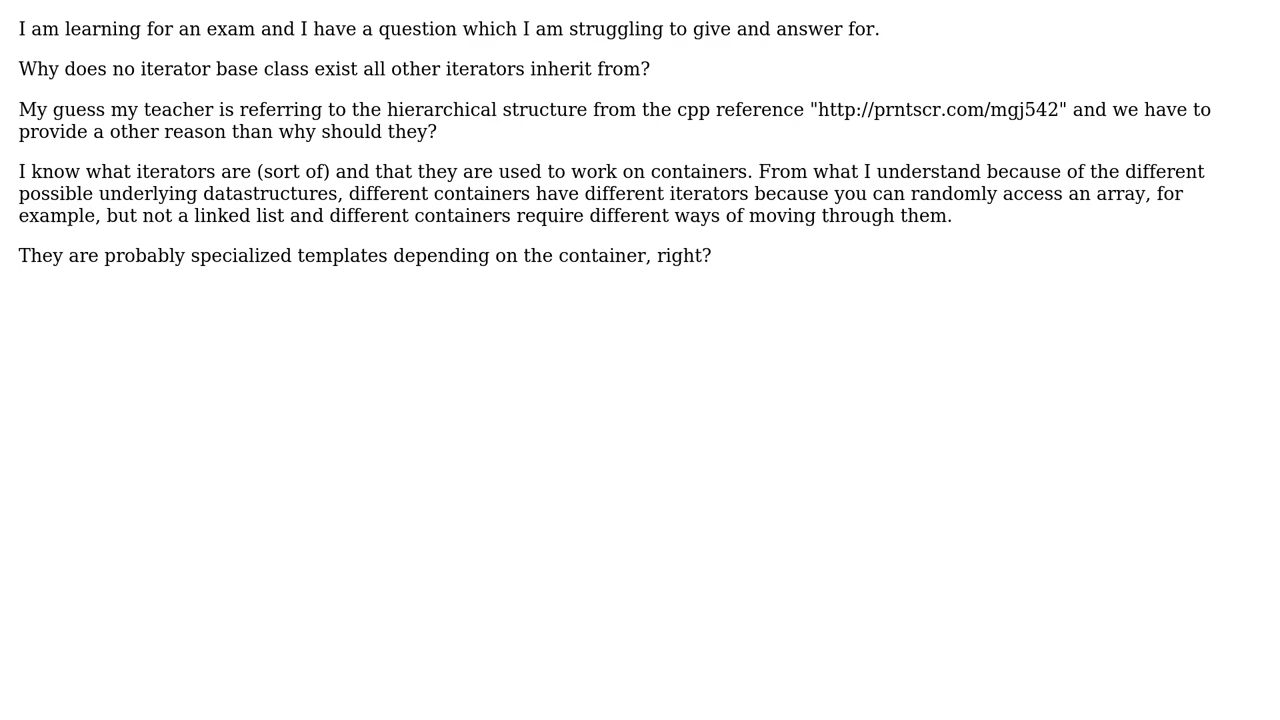 I am learning for an exam and I have a question which I am struggling to give and answer for.
Why does no iterator base class exist all other iterators inherit from?
My guess my teacher is referring to the hierarchical structure from the cpp reference "http://prntscr.com/mgj542" and we have to
provide a other reason than why should they?
I know what iterators are (sort of) and that they are used to work on containers. From what I understand because of the different
possible underlying datastructures, different containers have different iterators because you can randomly access an array, for
example, but not a linked list and different containers require different ways of moving through them.
They are probably specialized templates depending on the container, right?